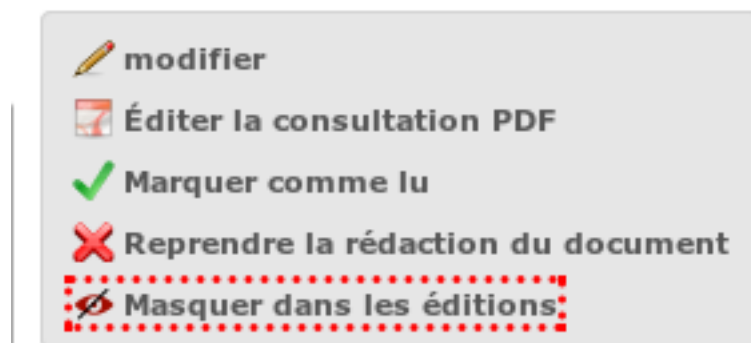 modifier
Éditer la consultation PDF
Marquer comme lu
Reprendre la rédaction du document
Masquer dans les éditions